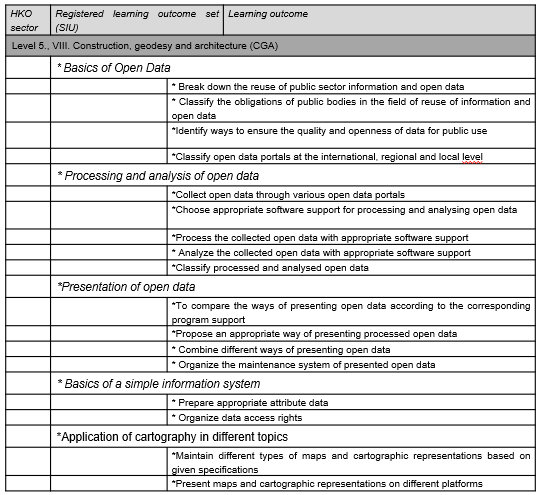 HKO Registered learning outcome set Learning outcome
sector (SIU)
Level 5., VIII. Construction, geodesy and architecture (CGA)
* Basics of Open Data
* Break down the reuse of public sector information and open data
* Classify the obligations of public bodies in the field of reuse of information and
open data
*Identify ways to ensure the quality and openness of data for public use
*Classify open data portals at the international, regional and local level
* Processing and analysis of open data
*Collect open data through various open data portals
*Choose appropriate software support for processing and analysing open data
*Process the collected open data with appropriate software support
* Analyze the collected open data with appropriate software support
*Classify processed and analysed open data
*Presentation of open data
*To compare the ways of presenting open data according to the corresponding
program support
*Propose an appropriate way of presenting processed open data
* Combine different ways of presenting open data
* Organize the maintenance system of presented open data
* Basics of a simple information system
* Prepare appropriate attribute data
* Organize data access rights
*Application of cartography in different topics
*Maintain different types of maps and cartographic representations based on
given specifications
*Present maps and cartographic representations on different platforms